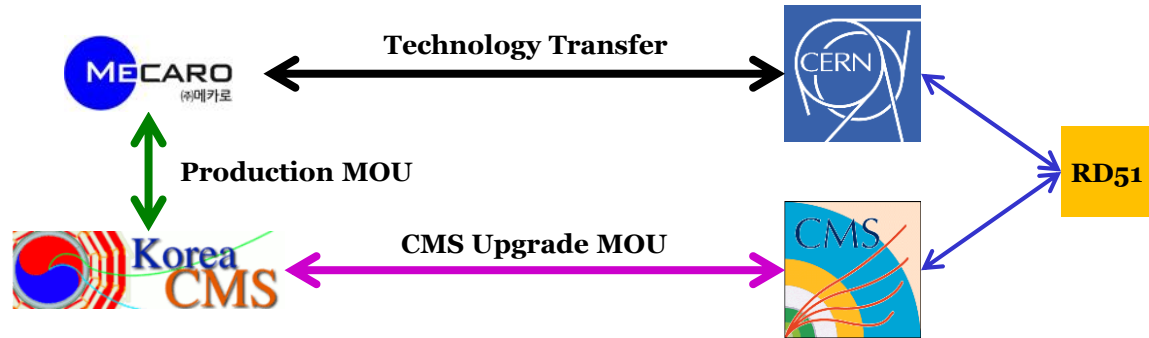 Technology Transfer
MECARO
(주)메카로
CERN
Production MOU
RD51
Korea
CMS
CMS Upgrade MOU
CMS